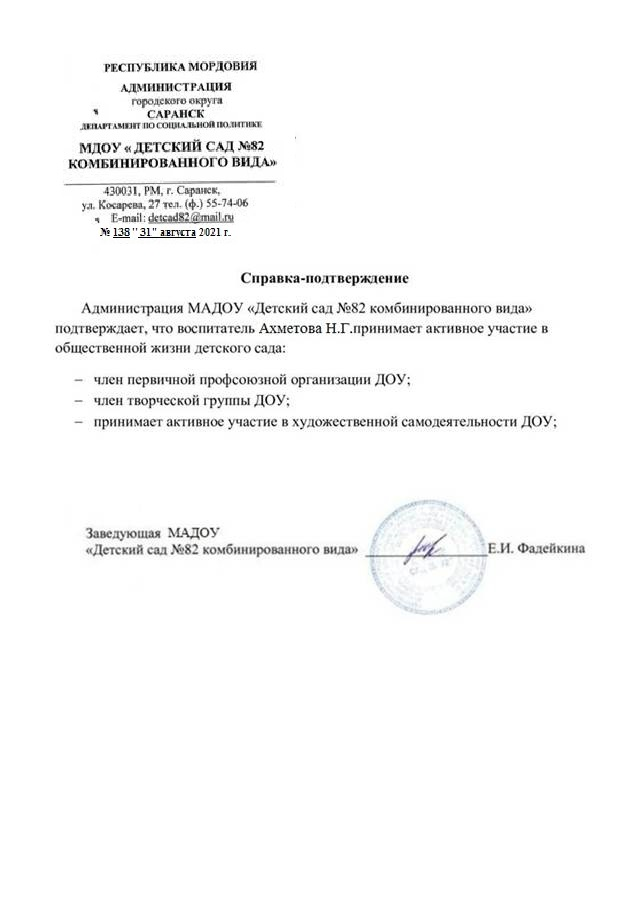 РЕСПУБЛИКА МОРДОВИЯ
АДМИНИСТРАЦИЯ
городского округа
САРАНСК
ДЕПАРТАМЕНТ ПО СОЦИАЛЬНОЙ ПОЛИТИКЕ
МДОУ « ДЕТСКИЙ САД №82
КОМБИНИРОВАННОГО ВИДА»
430031, РМ, г. Саранск,
ул. Косарева, 27 тел. (ф.) 55-74-06
E-mail: detcad82@mail.ru
№ 138 " 31" августа 2021 г.
Справка-подтверждение
Администрация МАДОУ «Детский сад №82 комбинированного вида»
подтверждает, что воспитатель Ахметова Н.Г.принимает активное участие в
общественной жизни детского сада:
– член первичной профсоюзной организации ДОУ;
– член творческой группы ДОУ;
– принимает активное участие в художественной самодеятельности ДОУ;
Заведующая МАДОУ
«Детский сад №82 комбинированного вида» Е.И. Фадейкина